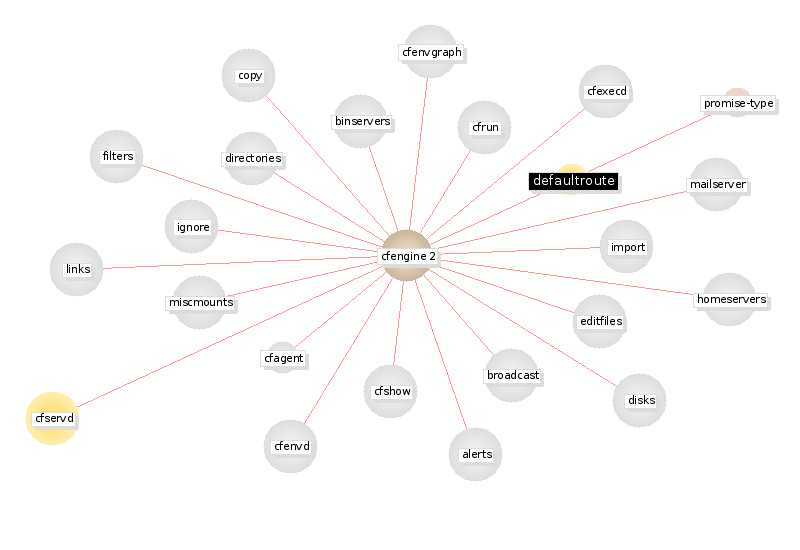 cfenvgraph
copy
cfexecd
promise-type
binservers
cfrun
filters
directories
defaultroute
mailserver
ignore
import
cfengine 2
links
miscmounts
homeservers
editfiles
cfagent
broadcast
cfshow
disks
cfservd
cfenvd
alerts